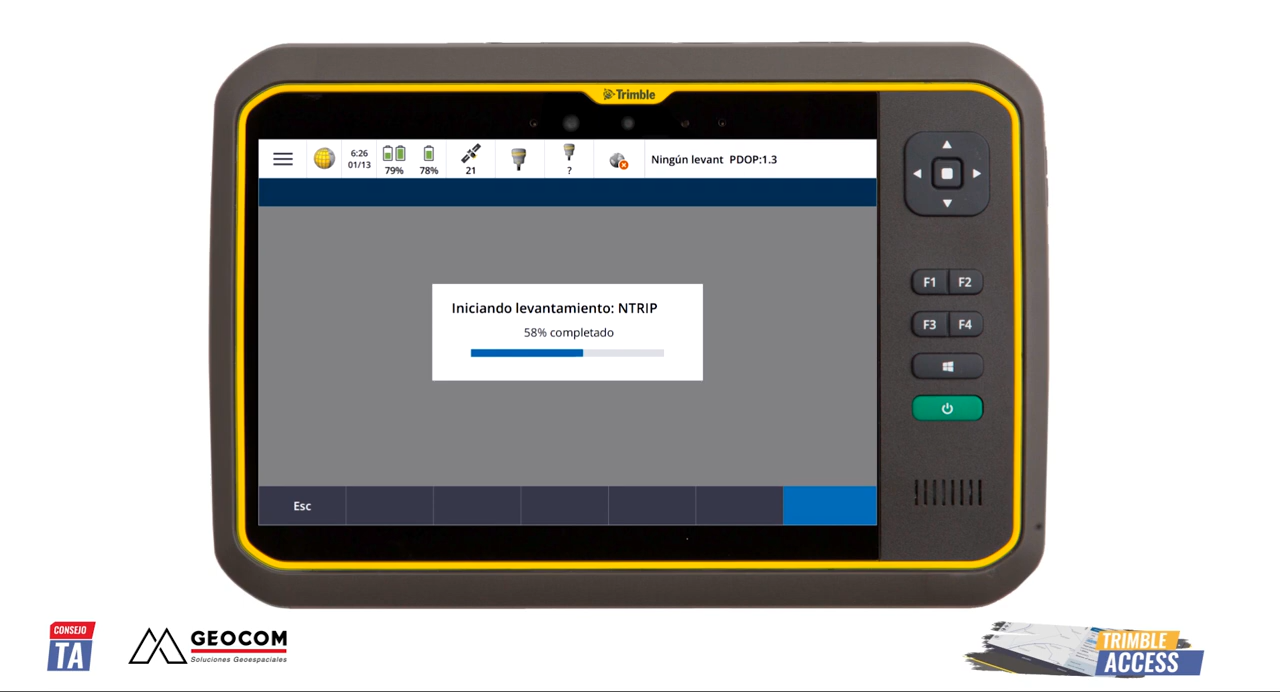 Trimble
6:26
01/13
79%
78%
21
?
Ningún levant PDOP:1.3
Iniciando levantamiento: NTRIP
58% completado
Esc
F1 F2
F3 F4
CONSEJO
TA
GEOCOM
Soluciones Geoespaciales
TRIMBLE
ACCESS